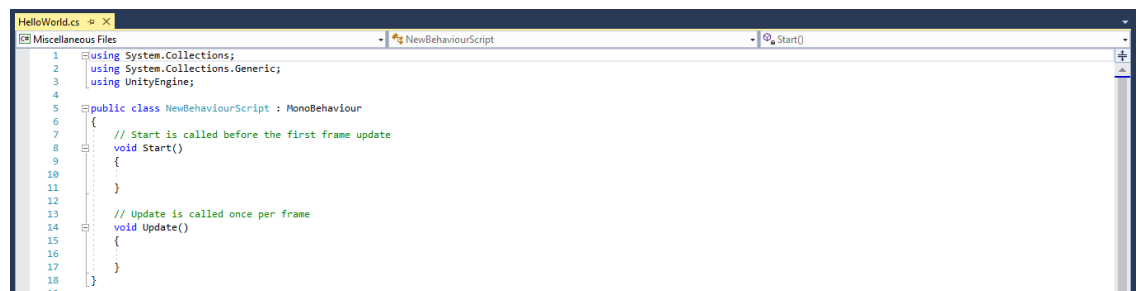 HelloWorld.cs
C# Miscellaneous Files NewBehaviourScript Start()
1 using System.Collections;
2 using System.Collections.Generic;
3 using UnityEngine;
4
5 public class NewBehaviourScript : MonoBehaviour
6 {
7 // Start is called before the first frame update
8 void Start()
9 {
10
11 }
12
13 // Update is called once per frame
14 void Update()
15 {
16
17 }
18 }